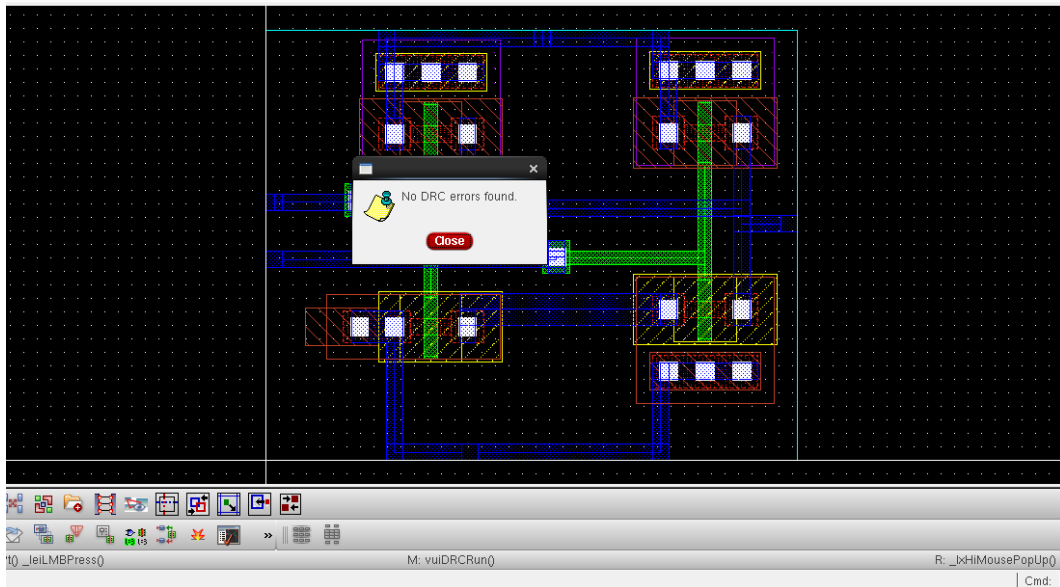 No DRC errors found.
Close
»
't() _leiLMBPress()
M: vuiDRCRun()
R: _lxHiMousePopUp()
Cmd: